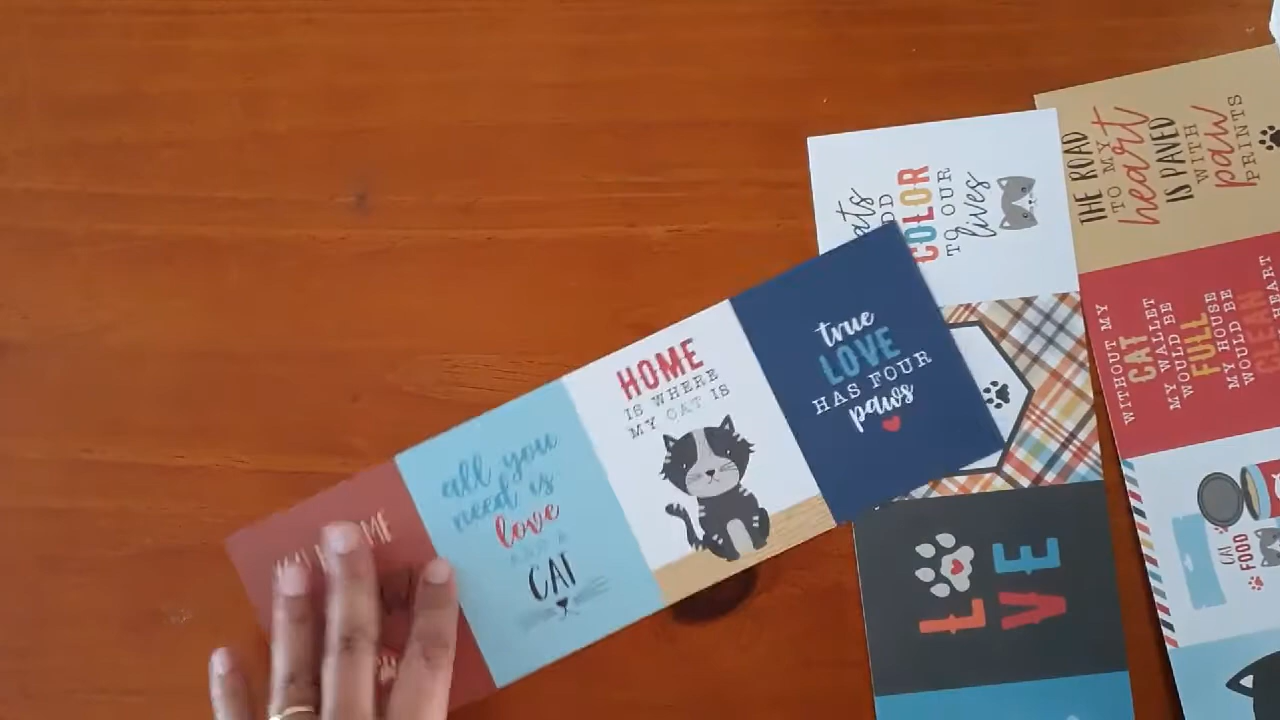 all you
need is
love
CAT
HOME
IS WHERE
MY CAT IS
true
LOVE
HAS FOUR
paws
COLOR
TO OUR
lives
LOVE
THE ROAD
TO MY
heart
IS PAVED
WITH
paw
PRINTS
WITHOUT MY
CAT
MY WALLET
WOULD BE
FULL
MY HOUSE
WOULD BE
CLEAN
HEART
CAT
FOOD